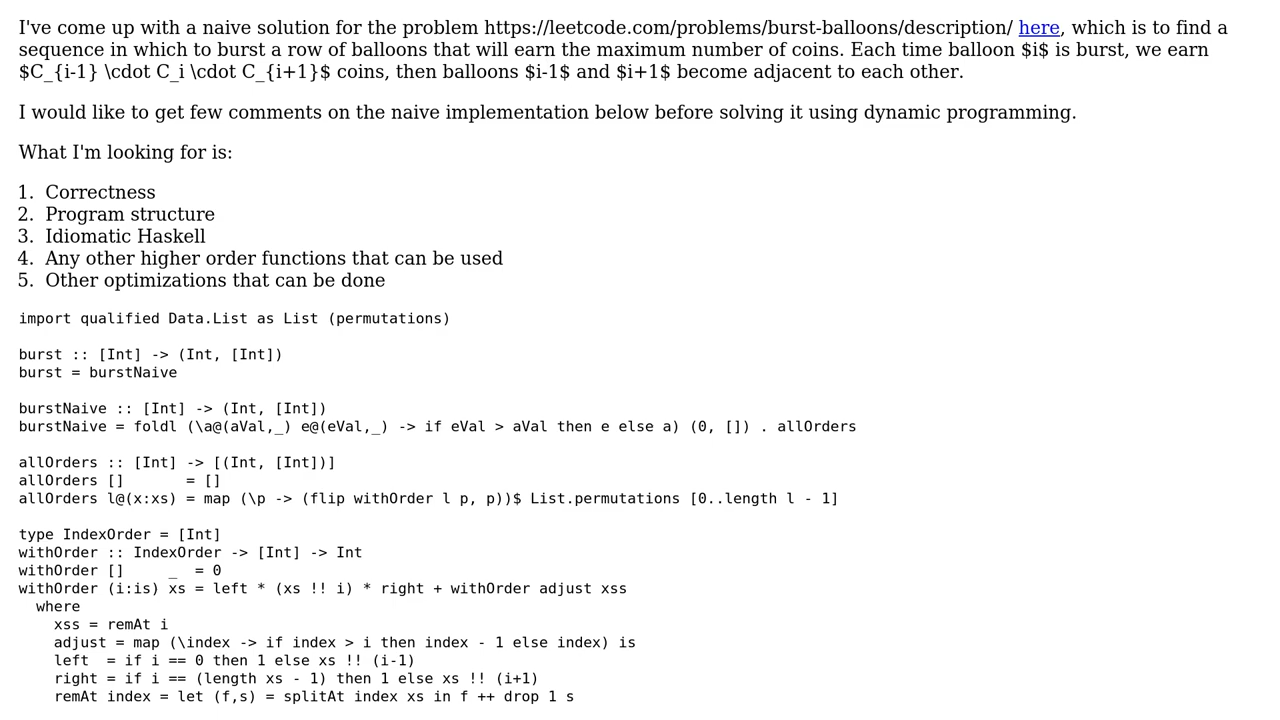 I've come up with a naive solution for the problem https://leetcode.com/problems/burst-balloons/description/ here, which is to find a
sequence in which to burst a row of balloons that will earn the maximum number of coins. Each time balloon $i$ is burst, we earn
$C_{i-1} \cdot C_i \cdot C_{i+1}$ coins, then balloons $i-1$ and $i+1$ become adjacent to each other.
I would like to get few comments on the naive implementation below before solving it using dynamic programming.
What I'm looking for is:
1. Correctness
2. Program structure
3. Idiomatic Haskell
4. Any other higher order functions that can be used
5. Other optimizations that can be done
import qualified Data.List as List (permutations)
burst :: [Int] -> (Int, [Int])
burst = burstNaive
burstNaive :: [Int] -> (Int, [Int])
burstNaive = foldl (\a@(aVal,_) e@(eVal,_) -> if eVal > aVal then e else a) (0, []) . allOrders
allOrders :: [Int] -> [(Int, [Int])]
allOrders []       = []
allOrders l@(x:xs) = map (\p -> (flip withOrder l p, p))$ List.permutations [0..length l - 1]
type IndexOrder = [Int]
withOrder :: IndexOrder -> [Int] -> Int
withOrder []     _  = 0
withOrder (i:is) xs = left * (xs !! i) * right + withOrder adjust xss
  where
    xss = remAt i
    adjust = map (\index -> if index > i then index - 1 else index) is
    left  = if i == 0 then 1 else xs !! (i-1)
    right = if i == (length xs - 1) then 1 else xs !! (i+1)
    remAt index = let (f,s) = splitAt index xs in f ++ drop 1 s